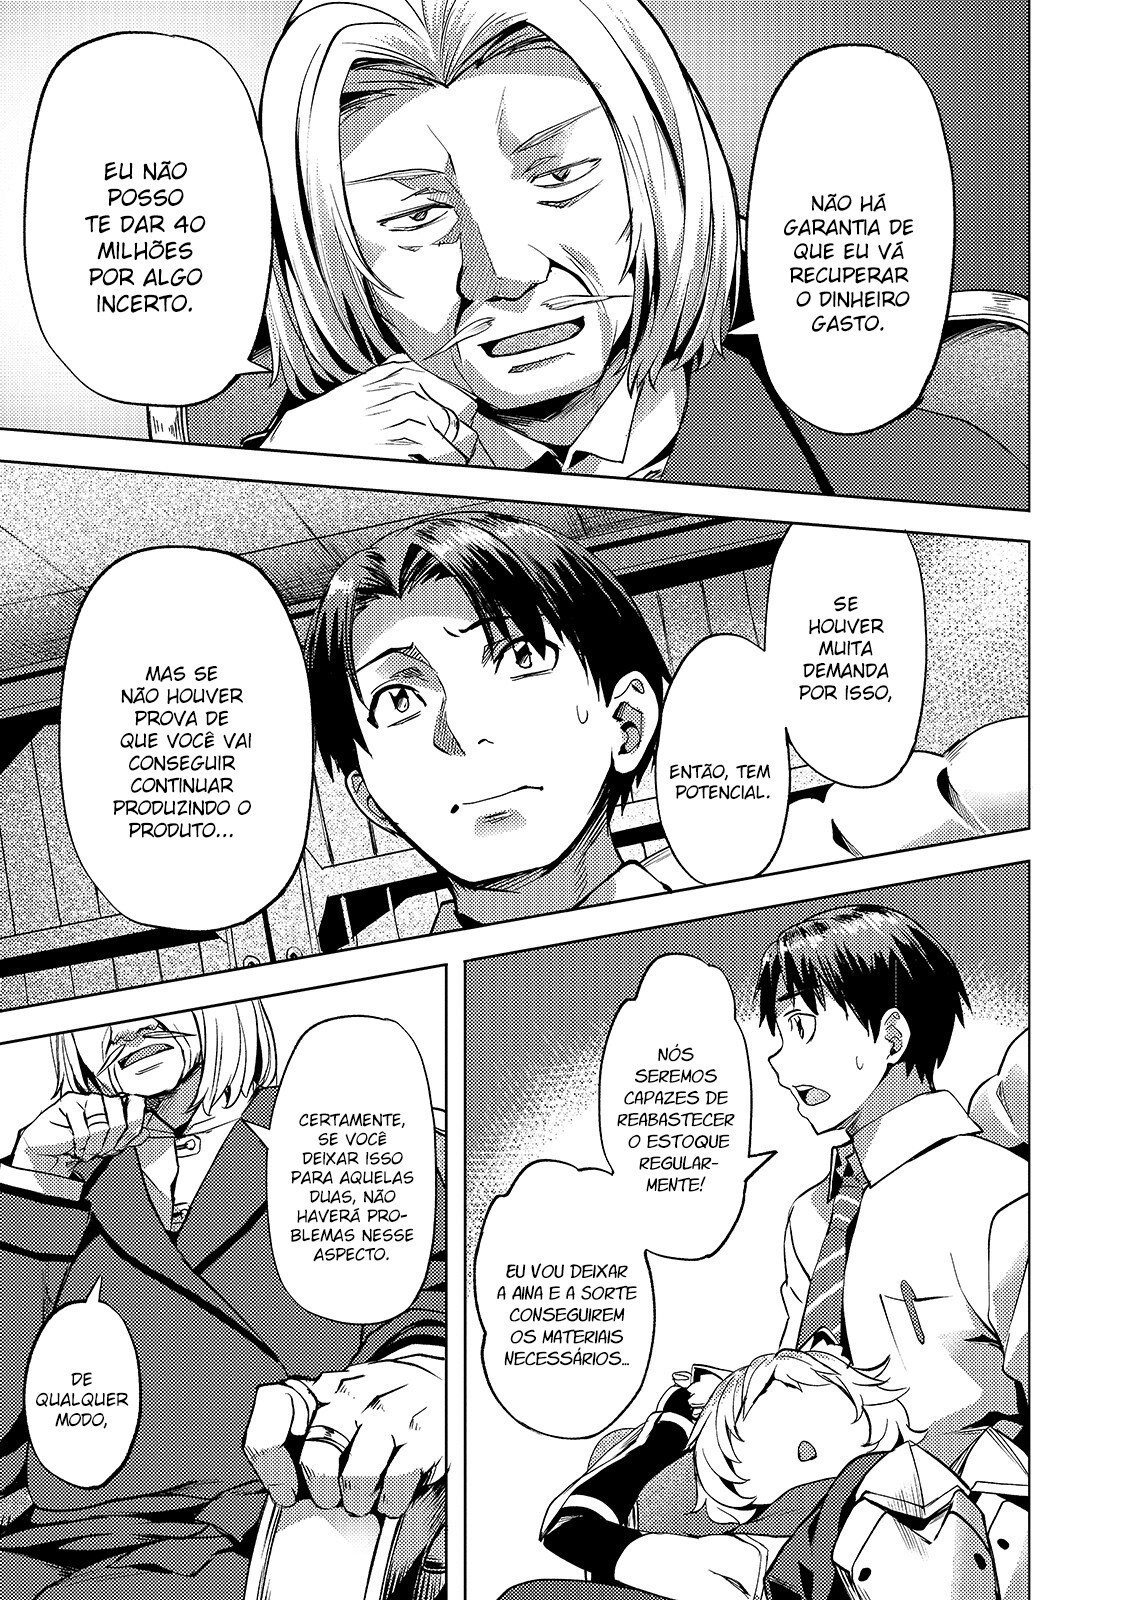 NÃO HÁ
GARANTIA DE
QUE EU VÁ
RECUPERAR
O DINHEIRO
GASTO.
EU NÃO
POSSO
TE DAR 40
MILHÕES
POR ALGO
INCERTO.
SE
HOUVER
MUITA
DEMANDA
POR ISSO,
ENTÃO, TEM
POTENCIAL.
MAS SE
NÃO HOUVER
PROVA DE
QUE VOCÊ VAI
CONSEGUIR
CONTINUAR
PRODUZINDO O
PRODUTO...
NÓS
SEREMOS
CAPAZES DE
REABASTECER
O ESTOQUE
REGULAR-
MENTE!
EU VOU DEIXAR
A AINA E A SORTE
CONSEGUIREM
OS MATERIAIS
NECESSÁRIOS...
CERTAMENTE,
SE VOCÊ
DEIXAR ISSO
PARA AQUELAS
DUAS, NÃO
HAVERÁ PRO-
BLEMAS NESSE
ASPECTO.
DE
QUALQUER
MODO,